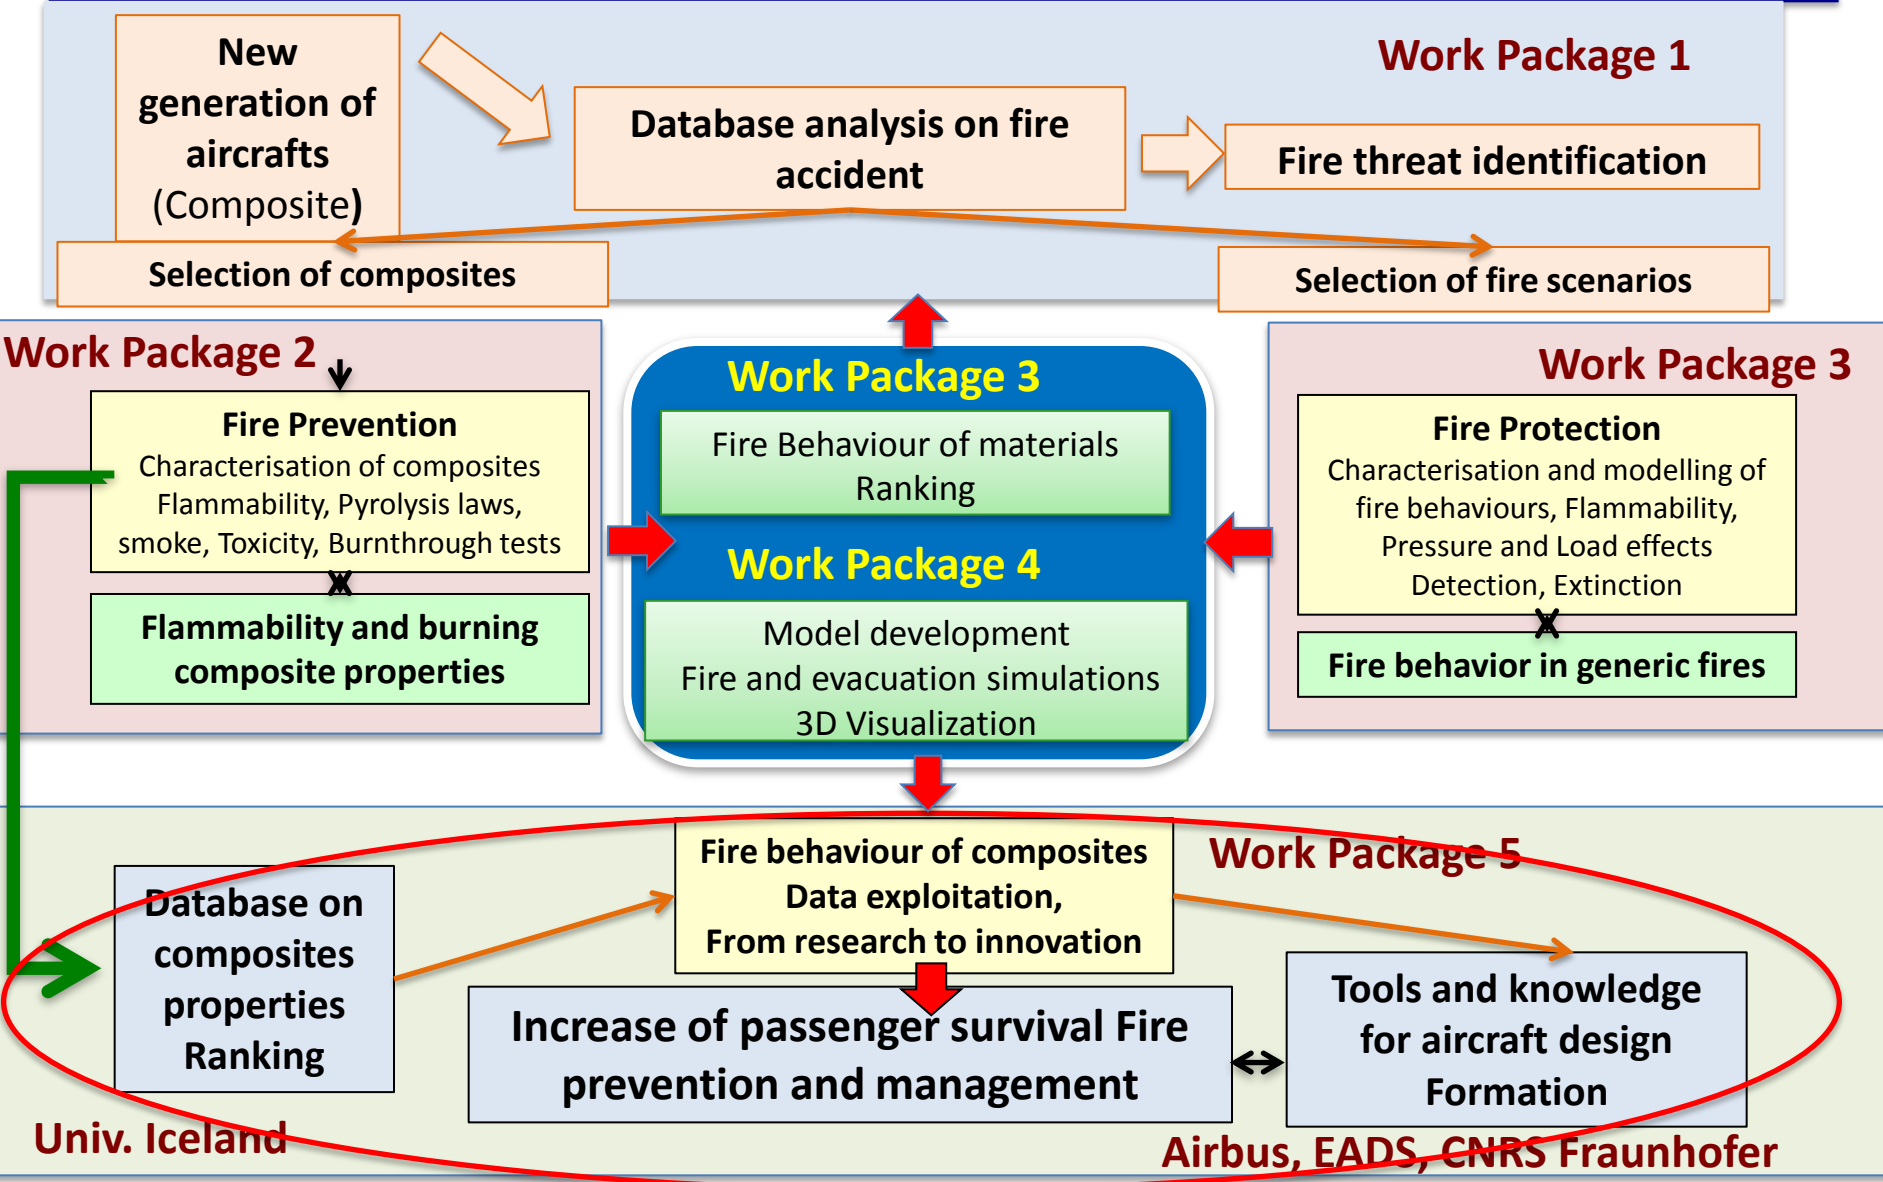 New
generation of
aircrafts
(Composite)
Work Package 1
Database analysis on fire
accident
Fire threat identification
Selection of composites
Selection of fire scenarios
Work Package 2
Fire Prevention
Characterisation of composites
Flammability, Pyrolysis laws,
smoke, Toxicity, Burnthrough tests
Flammability and burning
composite properties
Work Package 3
Fire Behaviour of materials
Ranking
Work Package 4
Model development
Fire and evacuation simulations
3D Visualization
Work Package 3
Fire Protection
Characterisation and modelling of
fire behaviours, Flammability,
Pressure and Load effects
Detection, Extinction
Fire behavior in generic fires
Work Package 5
Fire behaviour of composites
Data exploitation,
From research to innovation
Database on
composites
properties
Ranking
Increase of passenger survival Fire
prevention and management
Tools and knowledge
for aircraft design
Formation
Univ. Iceland
Airbus, EADS, CNRS Fraunhofer